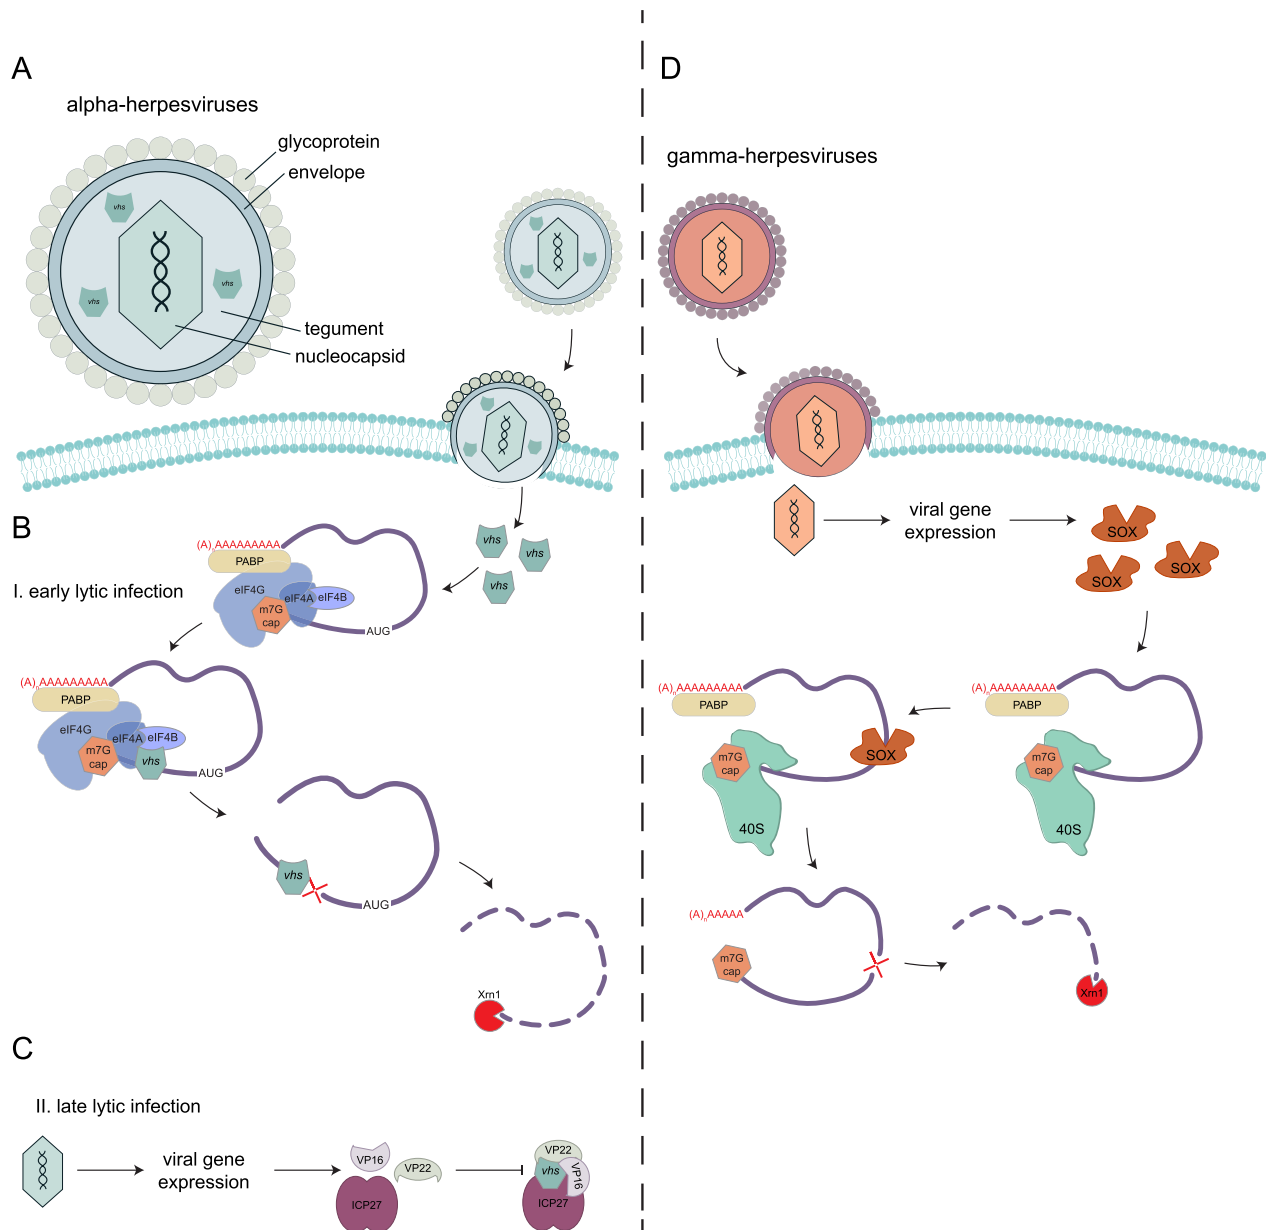 A
alpha-herpesviruses
glycoprotein
envelope
vhs
vhs
vhs
tegument
nucleocapsid
B
I. early lytic infection
(A)nAAAAAAAAA
PABP
eIF4G
eIF4A
eIF4B
m7G
cap
AUG
vhs
vhs
vhs
(A)nAAAAAAAAA
PABP
eIF4G
eIF4A
eIF4B
m7G
cap
vhs
AUG
vhs
AUG
Xrn1
C
II. late lytic infection
viral gene
expression
VP16
VP22
ICP27
VP22
vhs
VP16
ICP27
D
gamma-herpesviruses
viral gene
expression
SOX
SOX
SOX
(A)nAAAAAAAAA
PABP
m7G
cap
40S
SOX
(A)nAAAAAAAAA
PABP
m7G
cap
40S
(A)nAAAAA
m7G
cap
Xrn1